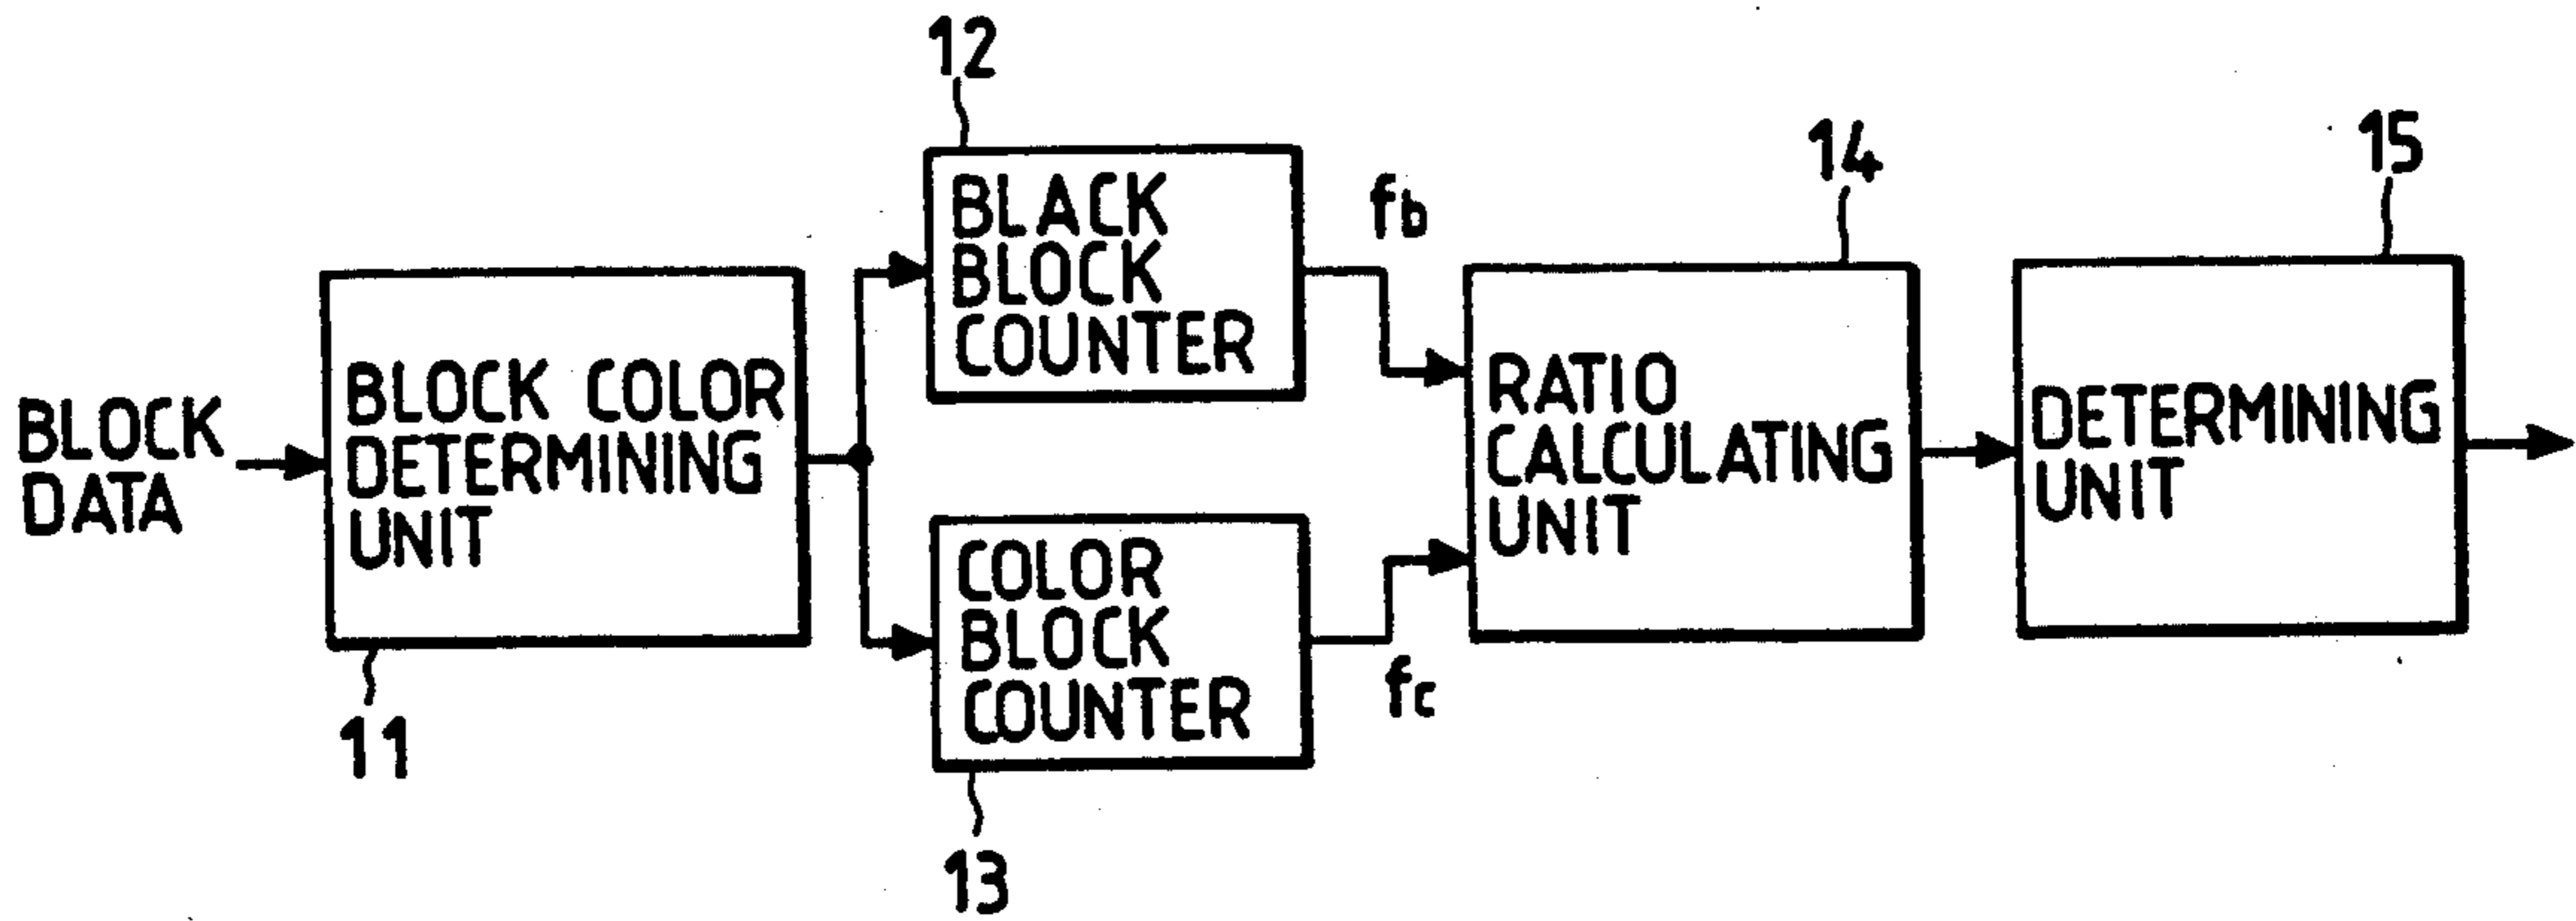 BLOCK
DATA
BLOCK COLOR
DETERMINING
UNIT
11
12
BLACK
BLOCK
COUNTER
fb
COLOR
BLOCK
COUNTER
13
fc
14
RATIO
CALCULATING
UNIT
15
DETERMINING
UNIT